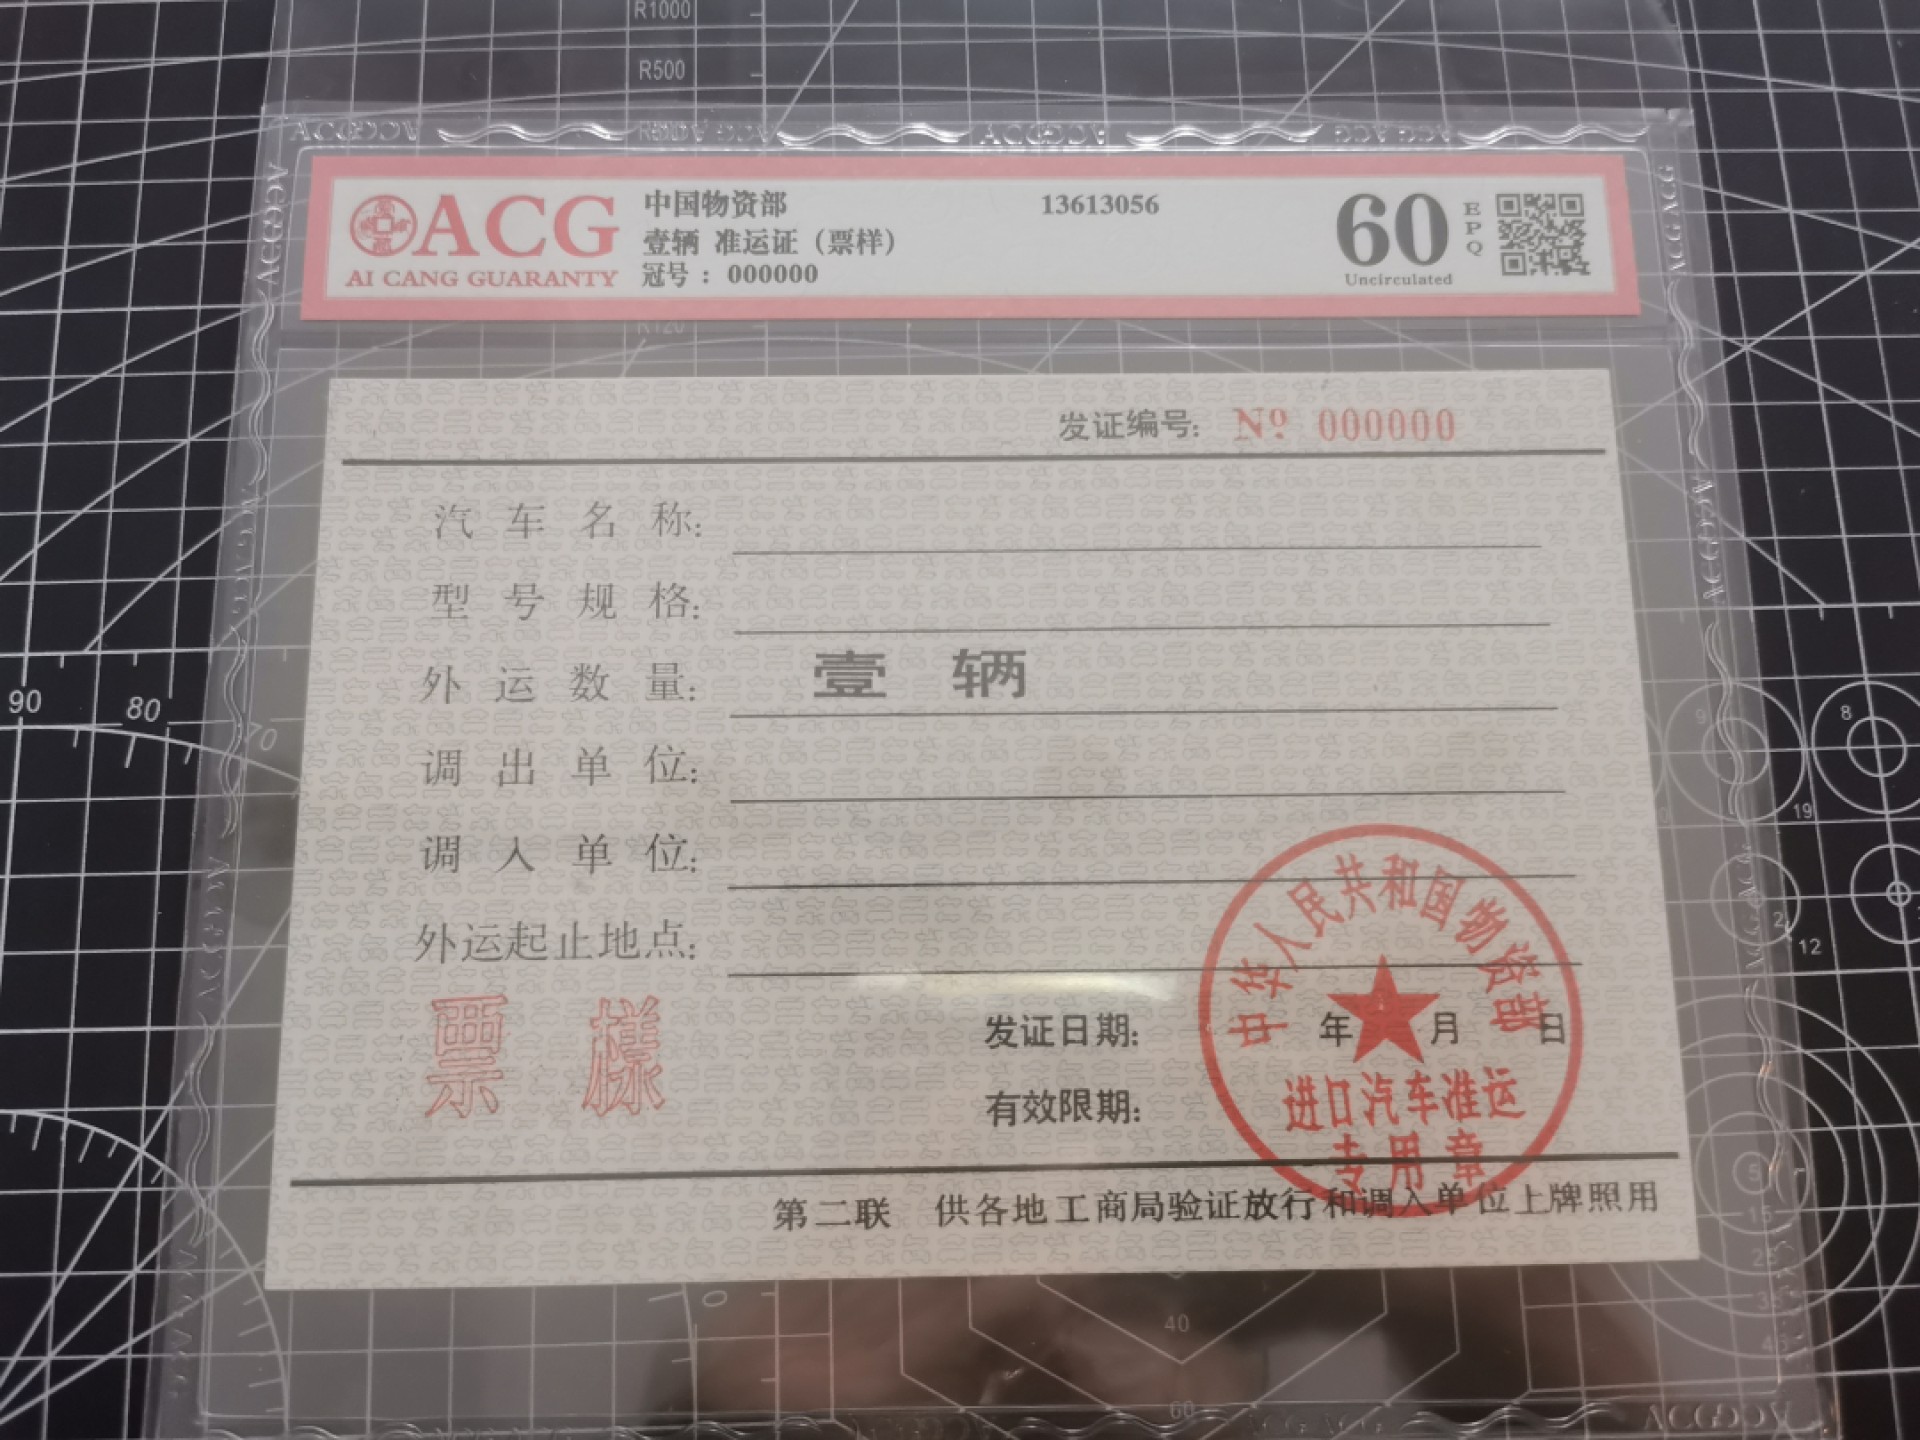 R1000
R500
ACG
AI CANG GUARANTY
中国物资部
壹辆 准运证（票样）
冠号：000000
13613056
60
EPQ
Uncirculated
发证编号: Nº 000000
汽车名称:
型号规格:
外运数量: 壹辆
调出单位:
调入单位:
外运起止地点:
票樣
发证日期: 年 月 日
有效限期:
中华人民共和国物资部
进口汽车准运
专用章
第二联 供各地工商局验证放行和调入单位上牌照用
90
80
70
8
19
12
40
60